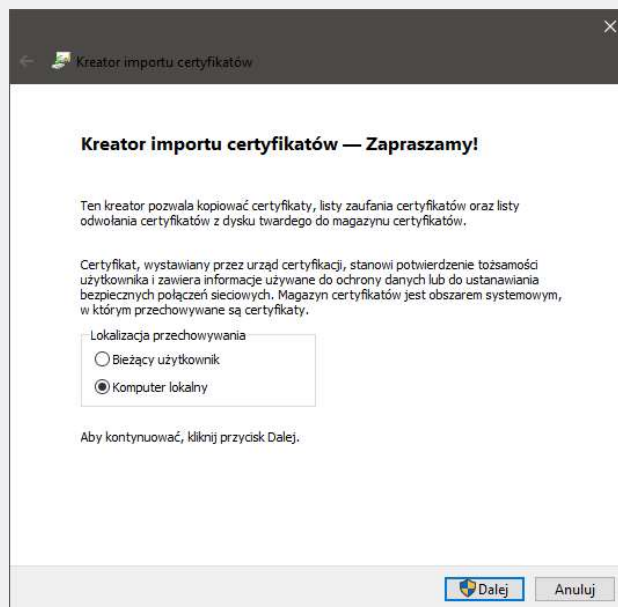 Kreator importu certyfikatów
Kreator importu certyfikatów — Zapraszamy!
Ten kreator pozwala kopiować certyfikaty, listy zaufania certyfikatów oraz listy
odwołania certyfikatów z dysku twardego do magazynu certyfikatów.
Certyfikat, wystawiany przez urząd certyfikacji, stanowi potwierdzenie tożsamości
użytkownika i zawiera informacje używane do ochrony danych lub do ustanawiania
bezpiecznych połączeń sieciowych. Magazyn certyfikatów jest obszarem systemowym,
w którym przechowywane są certyfikaty.
Lokalizacja przechowywania
Bieżący użytkownik
Komputer lokalny
Aby kontynuować, kliknij przycisk Dalej.
Dalej Anuluj